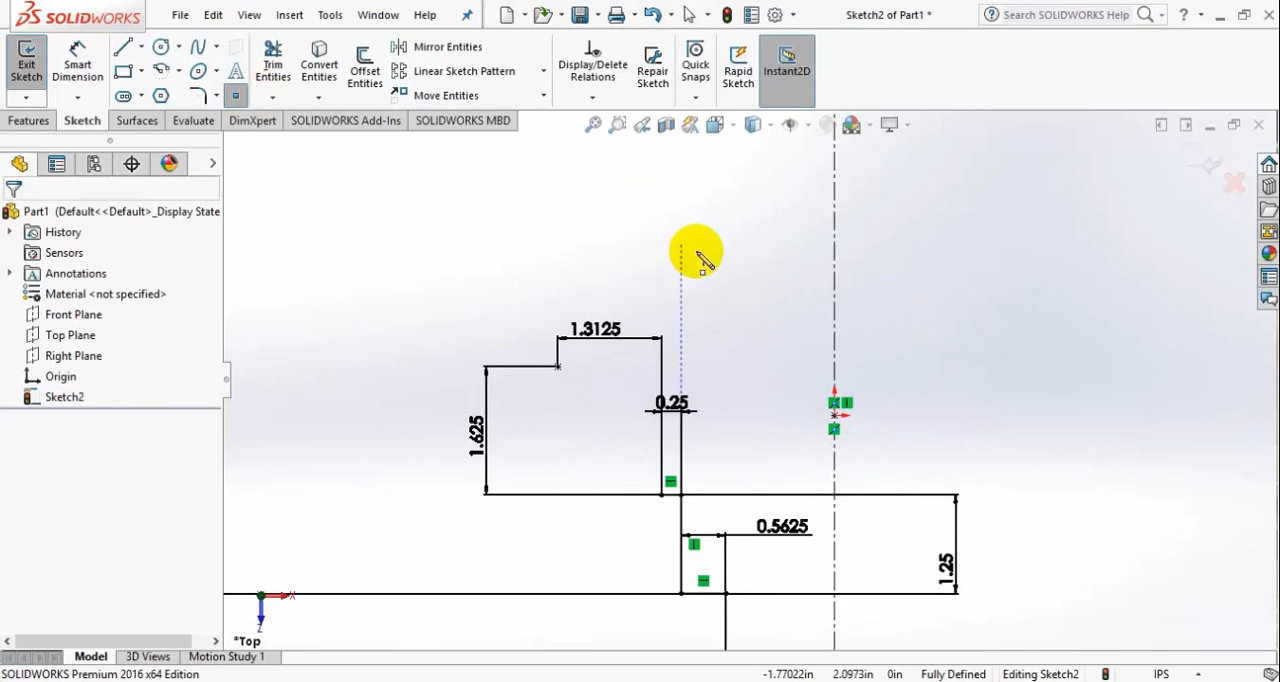 SOLIDWORKS
File Edit View Insert Tools Window Help
Sketch2 of Part1 *
Search SOLIDWORKS Help
Exit Sketch
Smart Dimension
Trim Entities
Convert Entities
Offset Entities
Mirror Entities
Linear Sketch Pattern
Move Entities
Display/Delete Relations
Repair Sketch
Quick Snaps
Rapid Sketch
Instant2D
Features Sketch Surfaces Evaluate DimXpert SOLIDWORKS Add-Ins SOLIDWORKS MBD
Part1 (Default<<Default>_Display State
History
Sensors
Annotations
Material <not specified>
Front Plane
Top Plane
Right Plane
Origin
Sketch2
1.3125
0.25
1.625
0.5625
1.25
X
Z
*Top
Model 3D Views Motion Study 1
SOLIDWORKS Premium 2016 x64 Edition
-1.77022in 2.0973in 0in Fully Defined Editing Sketch2 IPS